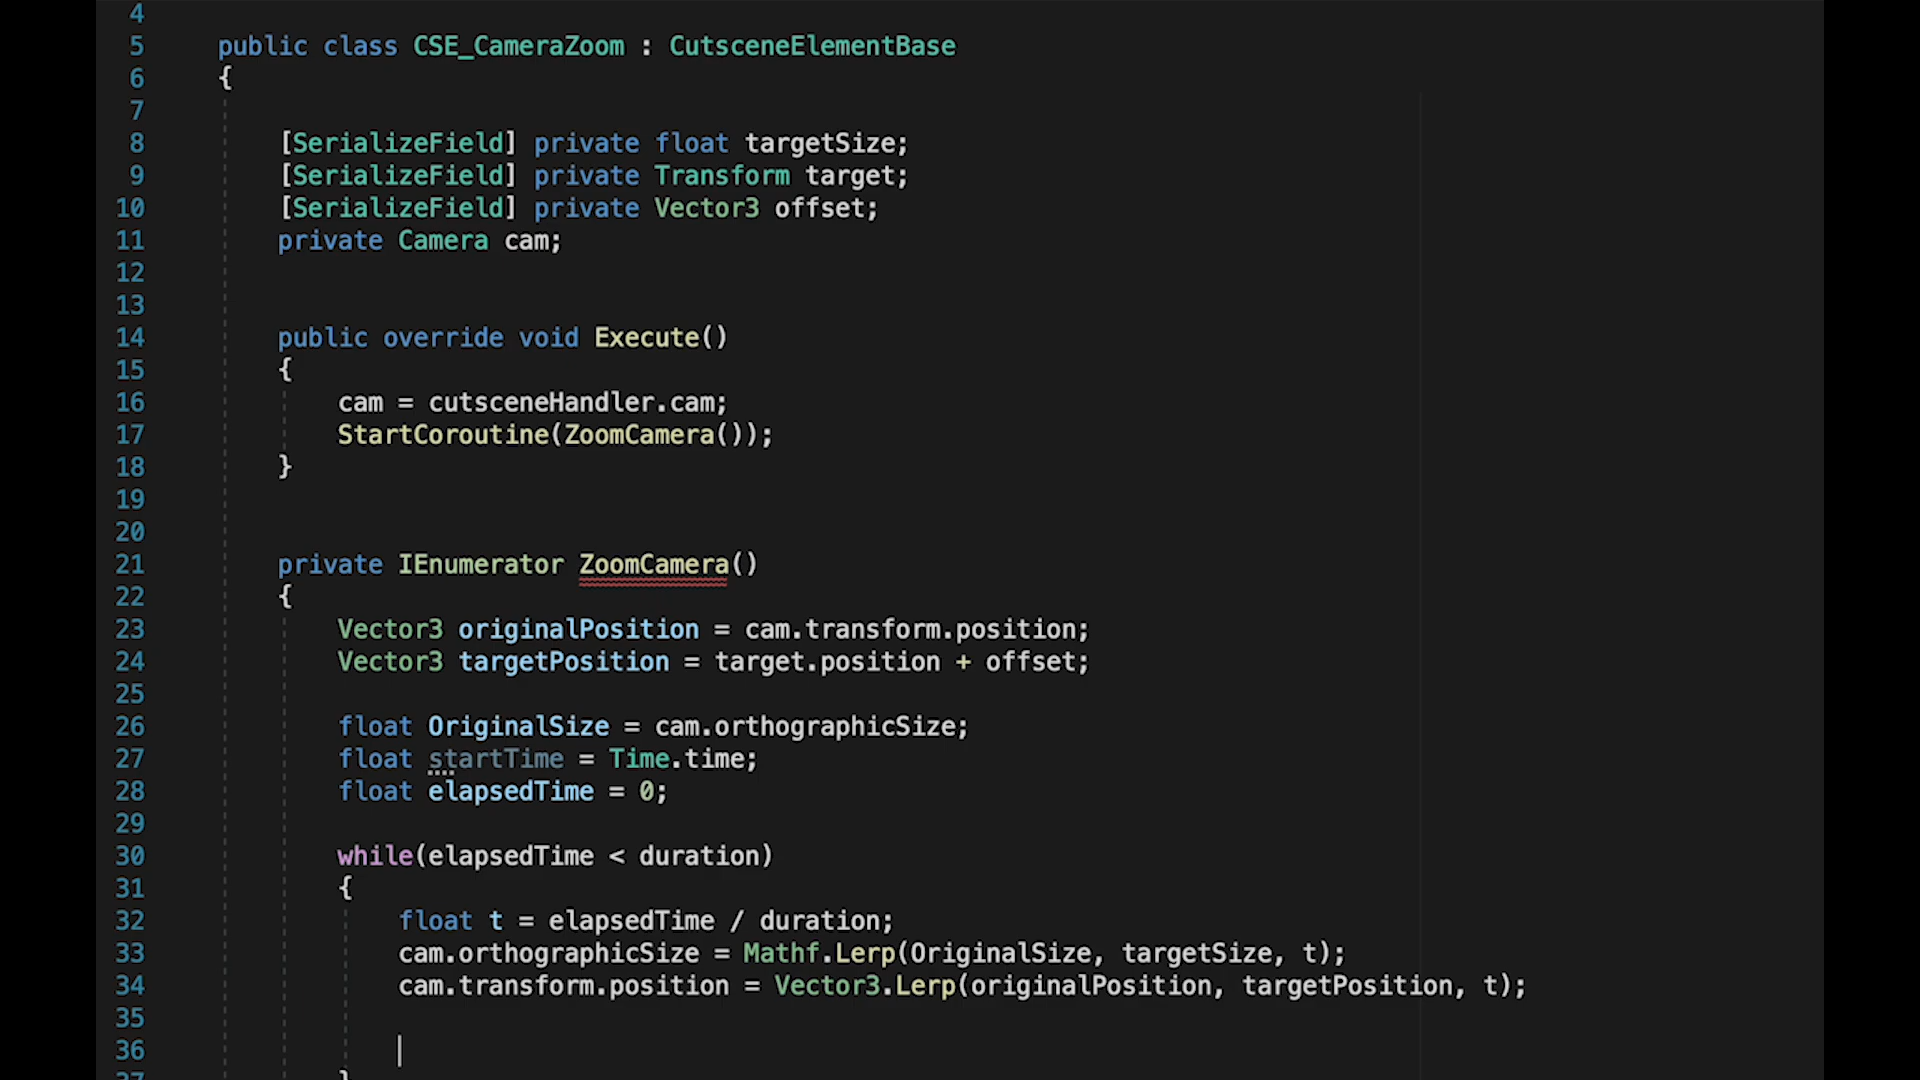 4
5 public class CSE_CameraZoom : CutsceneElementBase
6 {
7
8 [SerializeField] private float targetSize;
9 [SerializeField] private Transform target;
10 [SerializeField] private Vector3 offset;
11 private Camera cam;
12
13
14 public override void Execute()
15 {
16 cam = cutsceneHandler.cam;
17 StartCoroutine(ZoomCamera());
18 }
19
20
21 private IEnumerator ZoomCamera()
22 {
23 Vector3 originalPosition = cam.transform.position;
24 Vector3 targetPosition = target.position + offset;
25
26 float OriginalSize = cam.orthographicSize;
27 float startTime = Time.time;
28 float elapsedTime = 0;
29
30 while(elapsedTime < duration)
31 {
32 float t = elapsedTime / duration;
33 cam.orthographicSize = Mathf.Lerp(OriginalSize, targetSize, t);
34 cam.transform.position = Vector3.Lerp(originalPosition, targetPosition, t);
35
36
37 }